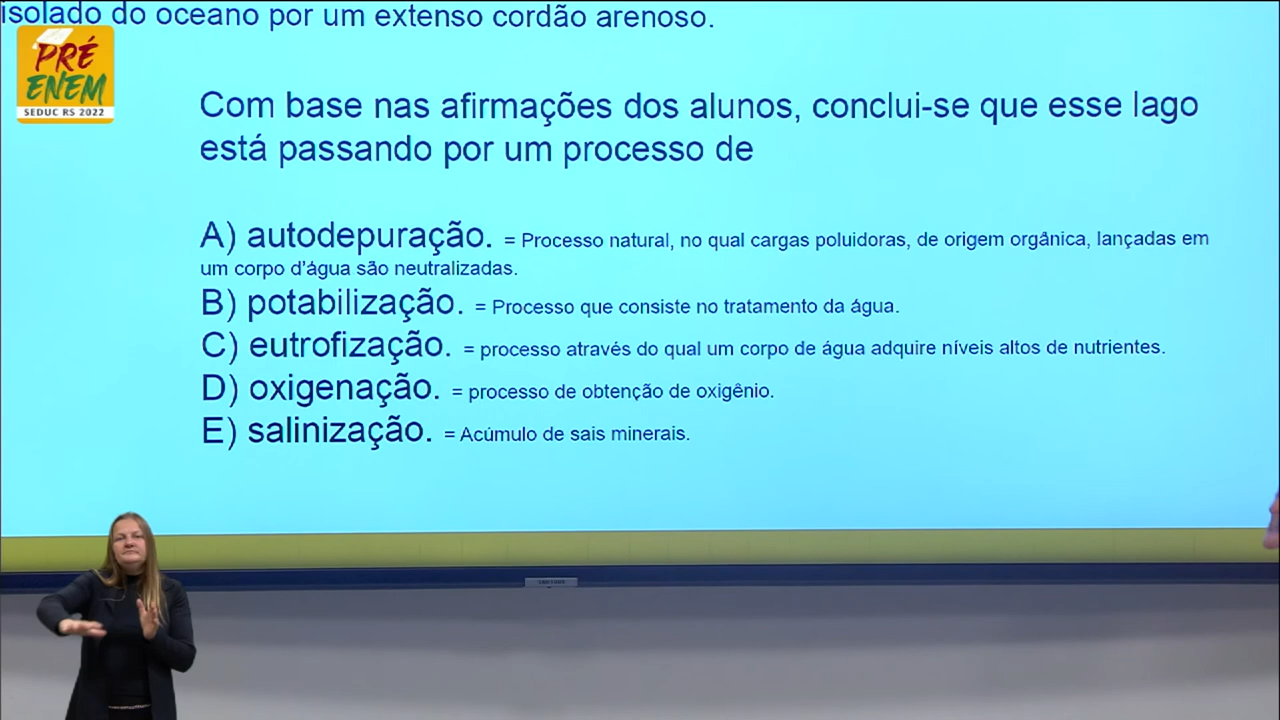 isolado do oceano por um extenso cordão arenoso.
PRÉ
ENEM
SEDUC RS 2022
Com base nas afirmações dos alunos, conclui-se que esse lago
está passando por um processo de
A) autodepuração. = Processo natural, no qual cargas poluidoras, de origem orgânica, lançadas em
um corpo d'água são neutralizadas.
B) potabilização. = Processo que consiste no tratamento da água.
C) eutrofização. = processo através do qual um corpo de água adquire níveis altos de nutrientes.
D) oxigenação. = processo de obtenção de oxigênio.
E) salinização. = Acúmulo de sais minerais.